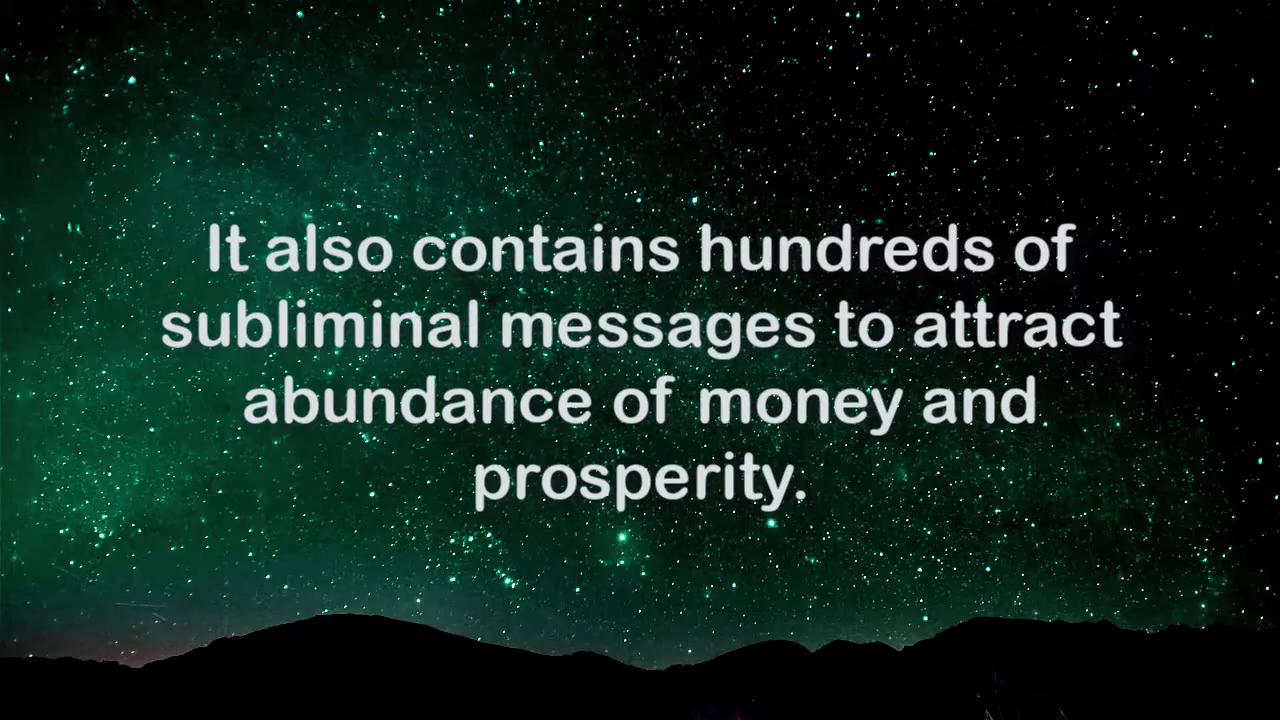 It also contains hundreds of
subliminal messages to attract
abundance of money and
prosperity.